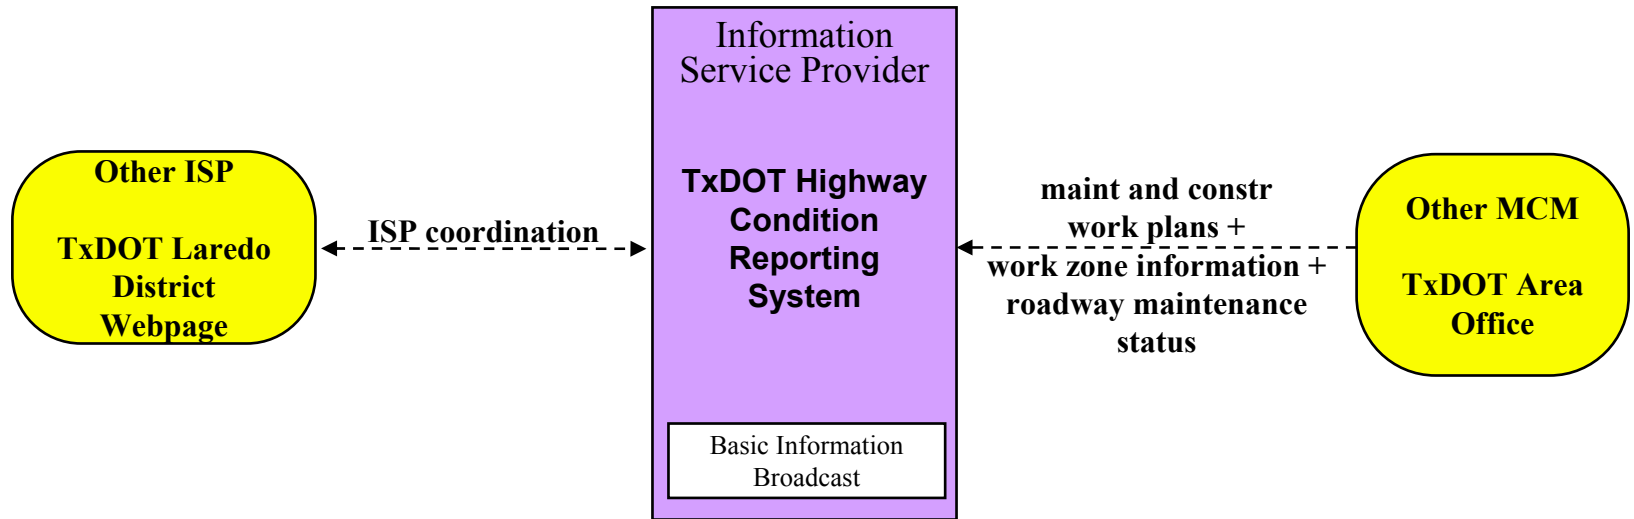 Other ISP
TxDOT Laredo
District
Webpage
ISP coordination
Information
Service Provider
TxDOT Highway
Condition
Reporting
System
Basic Information
Broadcast
maint and constr
work plans +
work zone information +
roadway maintenance
status
Other MCM
TxDOT Area
Office